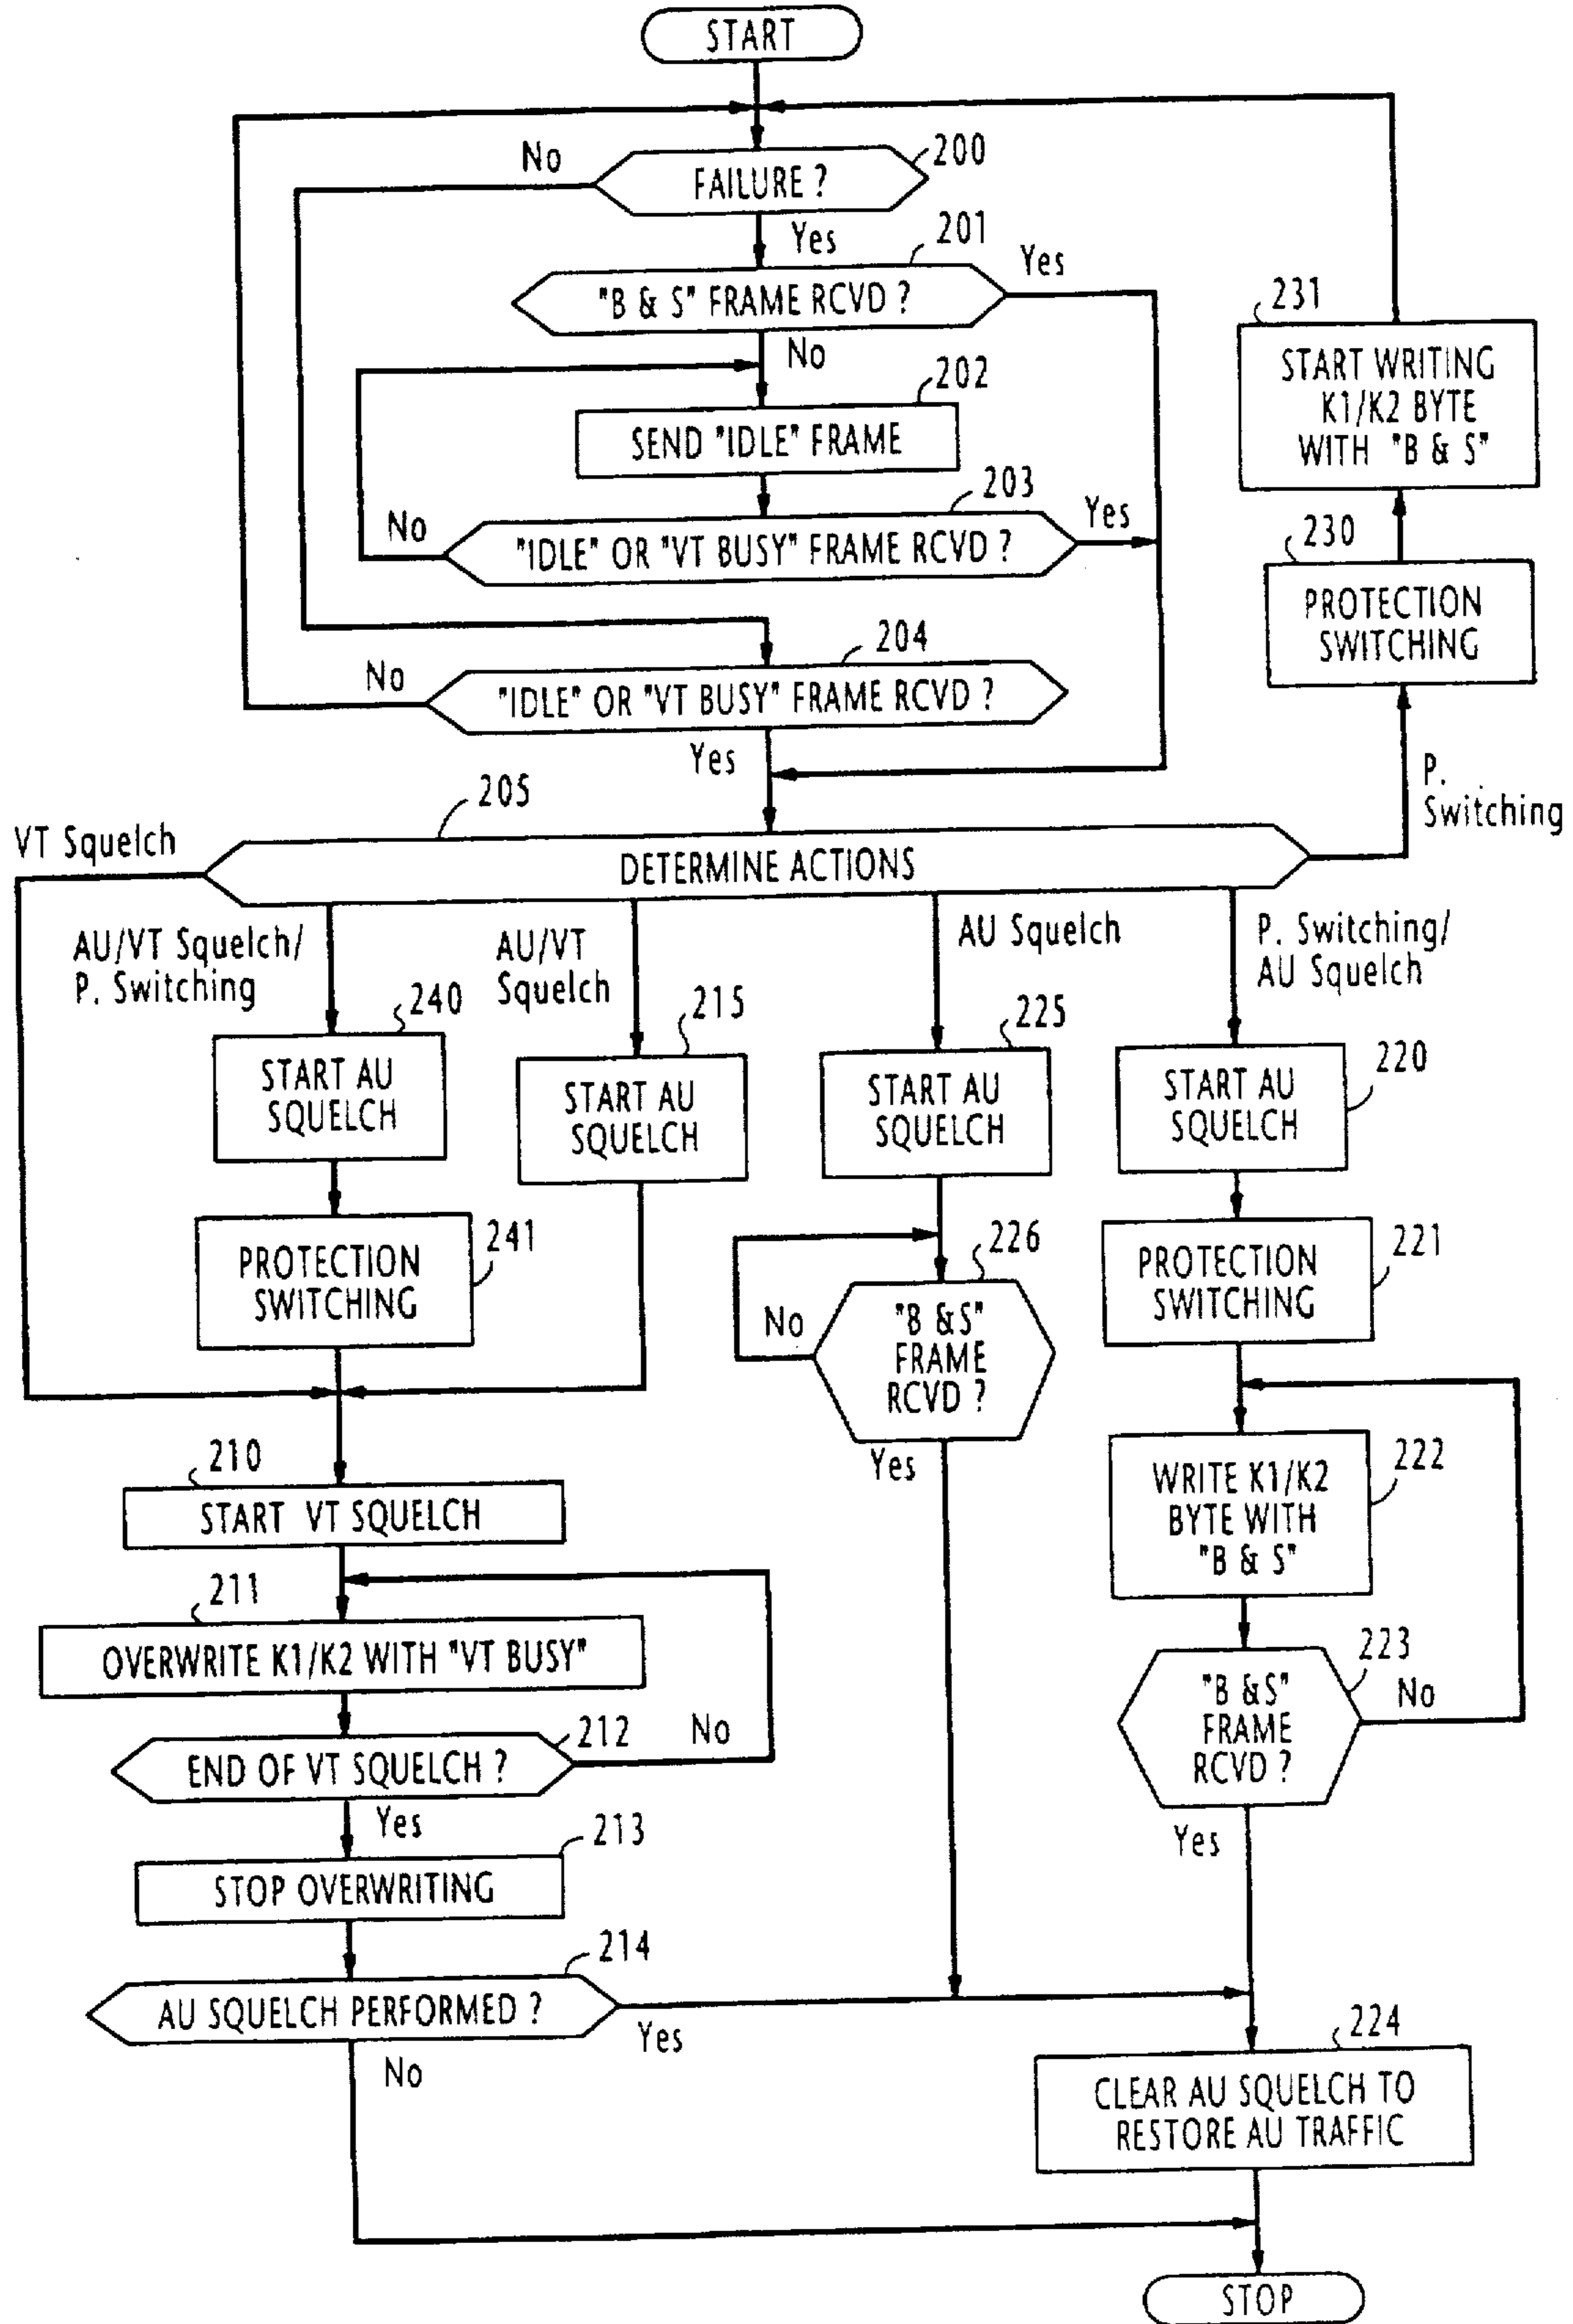 START
No
200
FAILURE ?
Yes
201
Yes
"B & S" FRAME RCVD ?
No
231
START WRITING
K1/K2 BYTE
WITH "B & S"
202
SEND "IDLE" FRAME
203
No
Yes
"IDLE" OR "VT BUSY" FRAME RCVD ?
230
PROTECTION
SWITCHING
204
No
"IDLE" OR "VT BUSY" FRAME RCVD ?
Yes
P.
Switching
205
VT Squelch
DETERMINE ACTIONS
AU/VT Squelch/
P. Switching
AU/VT
Squelch
AU Squelch
P. Switching/
AU Squelch
240
START AU
SQUELCH
215
START AU
SQUELCH
225
START AU
SQUELCH
220
START AU
SQUELCH
241
PROTECTION
SWITCHING
226
No
"B &S"
FRAME
RCVD ?
Yes
221
PROTECTION
SWITCHING
210
START VT SQUELCH
222
WRITE K1/K2
BYTE WITH
"B & S"
211
OVERWRITE K1/K2 WITH "VT BUSY"
223
"B &S"
FRAME
RCVD ?
No
Yes
212
No
END OF VT SQUELCH ?
Yes
213
STOP OVERWRITING
214
AU SQUELCH PERFORMED ?
Yes
No
224
CLEAR AU SQUELCH TO
RESTORE AU TRAFFIC
STOP